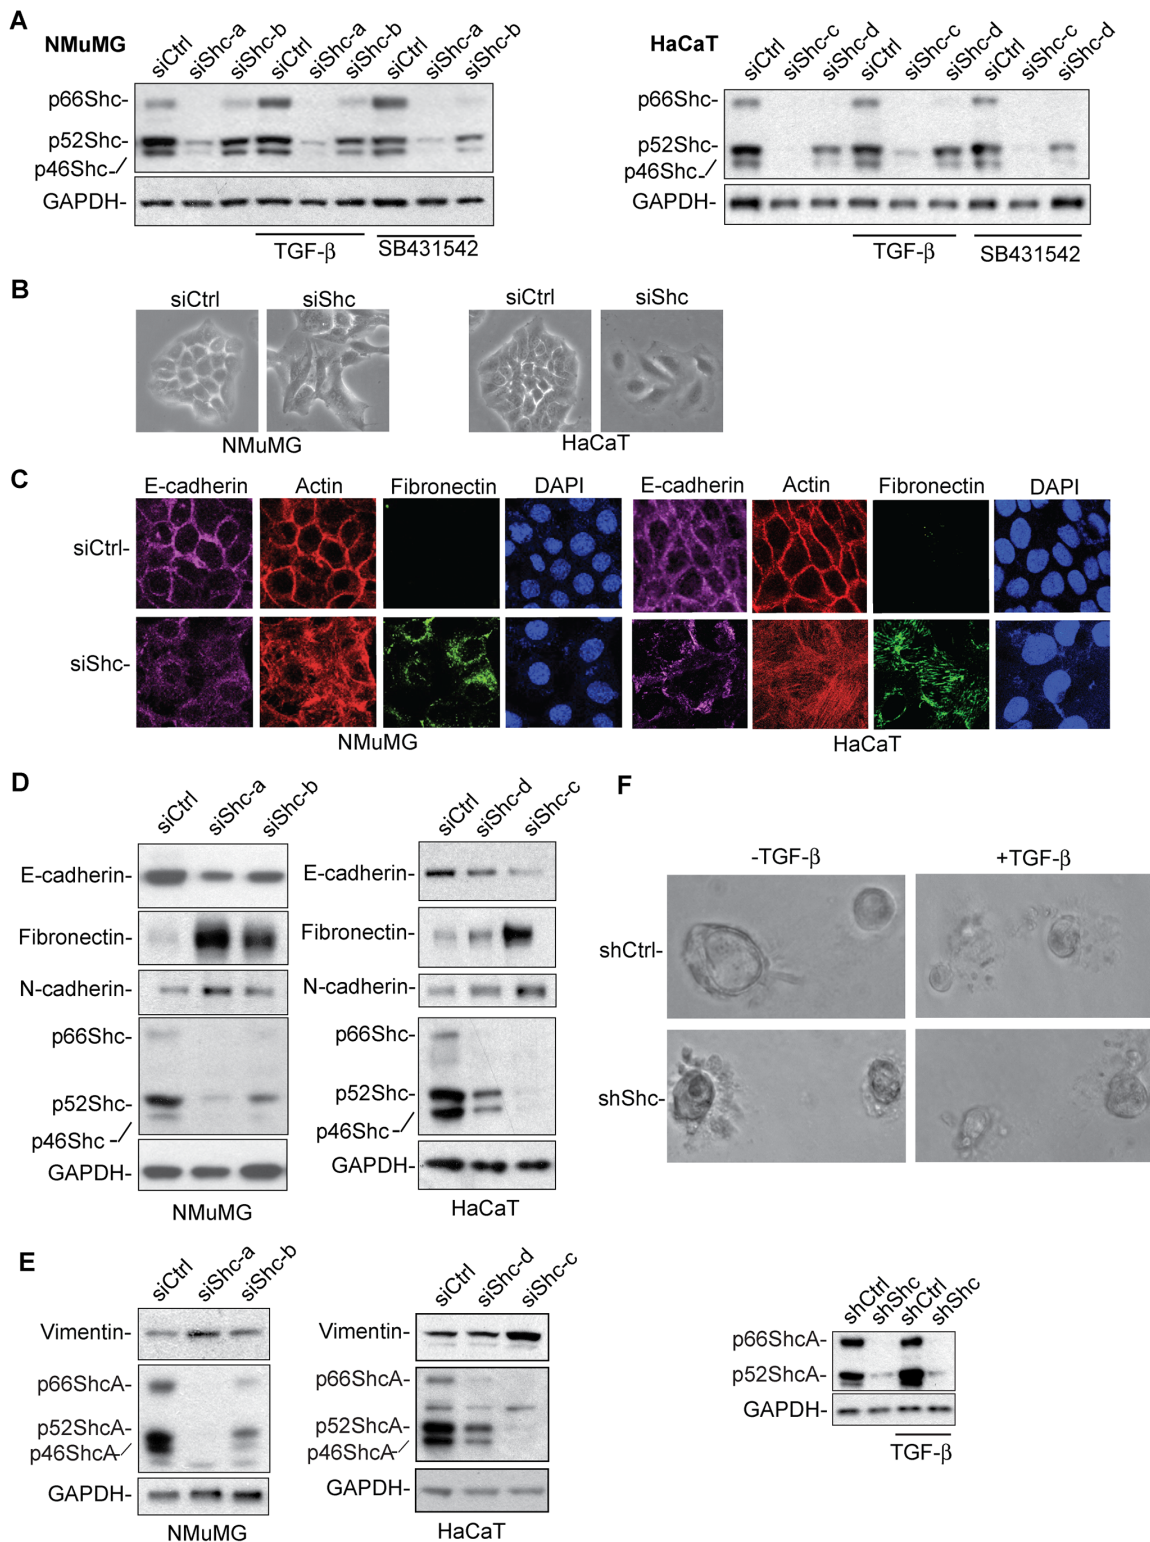 A
NMuMG
siCtrl siShc-a siShc-b siCtrl siShc-a siShc-b siCtrl siShc-a siShc-b
p66Shc-
p52Shc-
p46Shc-
GAPDH-
TGF-β SB431542
HaCaT
siCtrl siShc-c siShc-d siCtrl siShc-c siShc-d siCtrl siShc-c siShc-d
p66Shc-
p52Shc-
p46Shc-
GAPDH-
TGF-β SB431542
B
siCtrl siShc siCtrl siShc
NMuMG HaCaT
C
E-cadherin Actin Fibronectin DAPI E-cadherin Actin Fibronectin DAPI
siCtrl-
siShc-
NMuMG HaCaT
D
siCtrl siShc-a siShc-b
E-cadherin-
Fibronectin-
N-cadherin-
p66Shc-
p52Shc-
p46Shc-
GAPDH-
NMuMG
siCtrl siShc-d siShc-c
E-cadherin-
Fibronectin-
N-cadherin-
p66Shc-
p52Shc-
p46Shc-
GAPDH-
HaCaT
E
siCtrl siShc-a siShc-b
Vimentin-
p66ShcA-
p52ShcA-
p46ShcA-
GAPDH-
NMuMG
siCtrl siShc-d siShc-c
Vimentin-
p66ShcA-
p52ShcA-
p46ShcA-
GAPDH-
HaCaT
F
-TGF-β +TGF-β
shCtrl-
shShc-
shCtrl shShc shCtrl shShc
p66ShcA-
p52ShcA-
GAPDH-
TGF-β